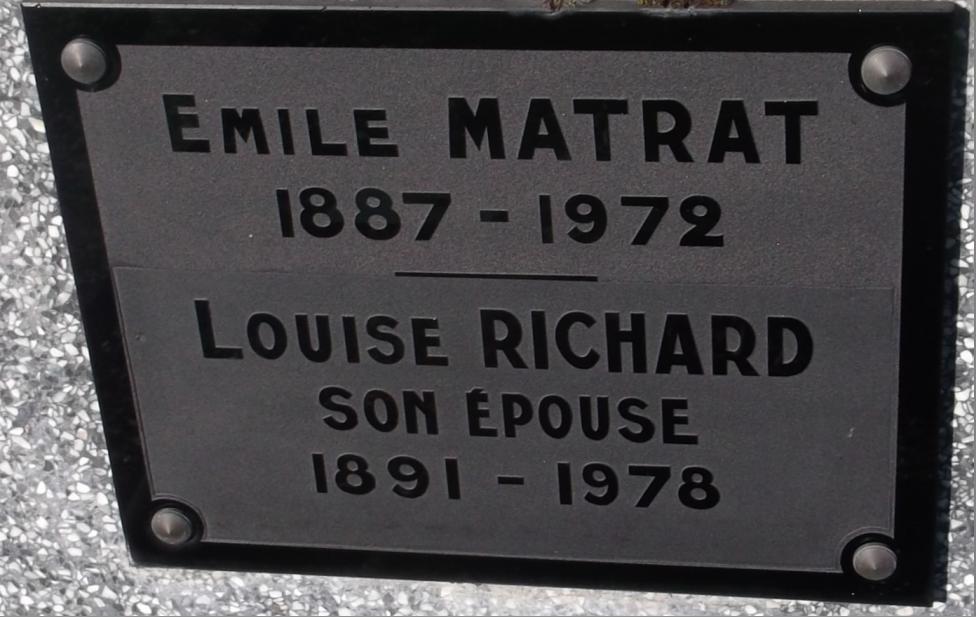 EMILE MATRAT
1887 - 1972
LOUISE RICHARD
SON ÉPOUSE
1891 - 1978